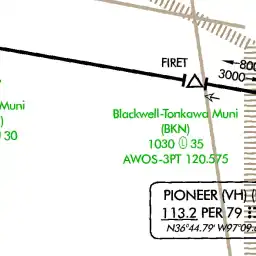 FIRET
800
3000
Muni
)
30
Blackwell-Tonkawa Muni
(BKN)
1030 Ⓛ 35
AWOS-3PT 120.575
PIONEER (VH) (
113.2 PER 79
N36°44.79' W97°09.